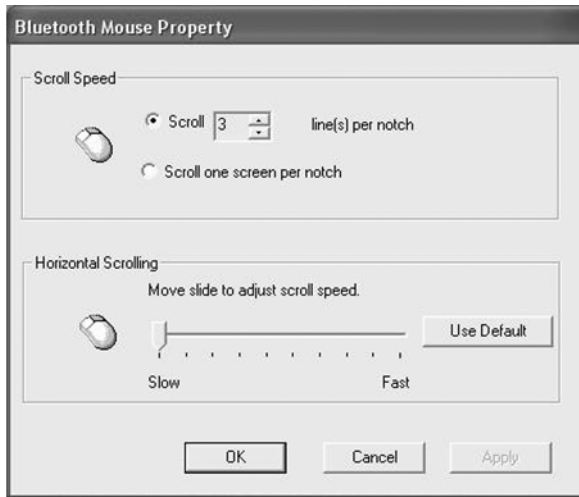 Bluetooth Mouse Property
Scroll Speed
Scroll 3 line(s) per notch
Scroll one screen per notch
Horizontal Scrolling
Move slide to adjust scroll speed.
Use Default
Slow Fast
OK Cancel Apply